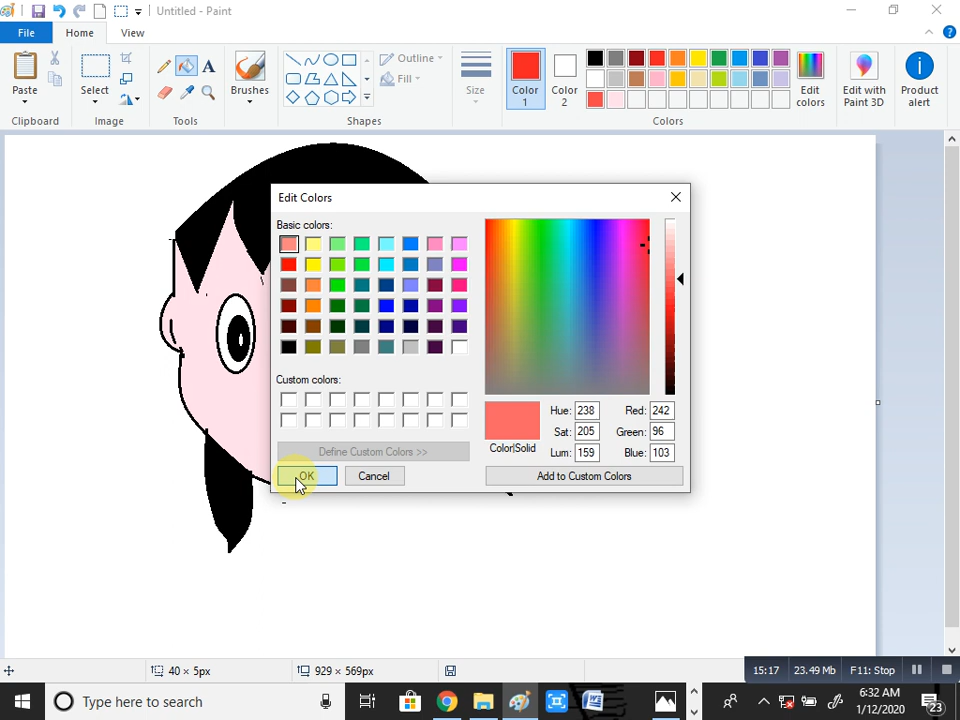 Untitled - Paint
File
Home
View
Paste
Select
A
Brushes
Outline
Fill
Size
Color 1
Color 2
Edit colors
Edit with Paint 3D
Product alert
Clipboard
Image
Tools
Shapes
Colors
Edit Colors
Basic colors:
Custom colors:
Define Custom Colors >>
OK
Cancel
Color|Solid
Hue: 238
Red: 242
Sat: 205
Green: 96
Lum: 159
Blue: 103
Add to Custom Colors
40 × 5px
929 × 569px
15:17
23.49 Mb
F11: Stop
Type here to search
6:32 AM
1/12/2020
23